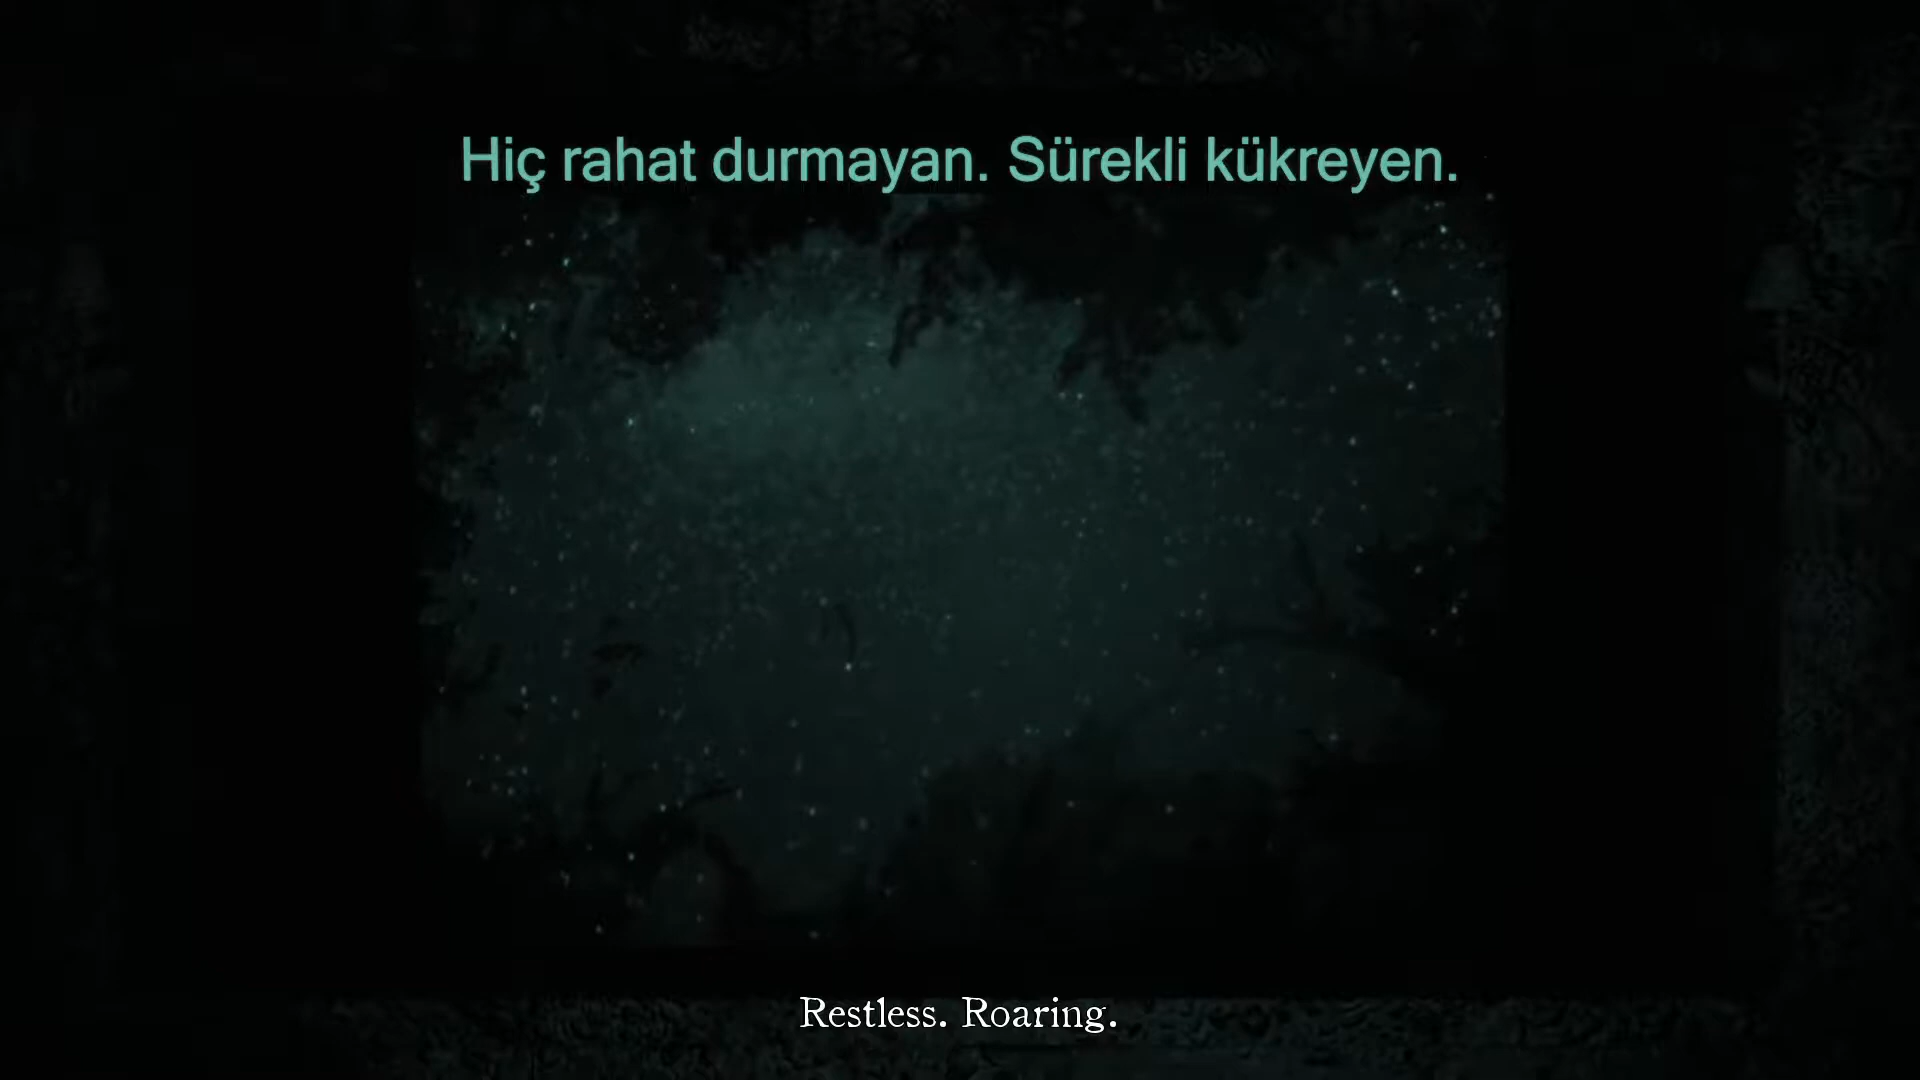 Hiç rahat durmayan. Sürekli kükreyen.
Restless. Roaring.